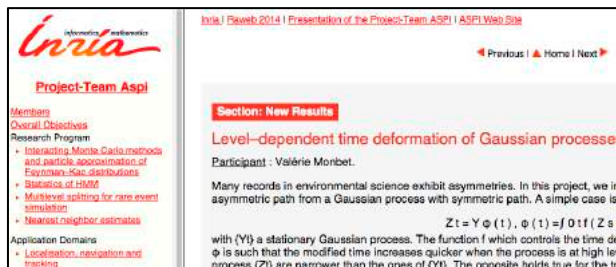 informatics mathematics
Inria
Project-Team Aspi
Members
Overall Objectives
Research Program
Interacting Monte Carlo methods
and particle approximation of
Feynman–Kac distributions
Statistics of HMM
Multilevel splitting for rare event
simulation
Nearest neighbor estimates
Application Domains
Localisation, navigation and
tracking
Inria | Raweb 2014 | Presentation of the Project-Team ASPI | ASPI Web Site
Previous | Home | Next
Section: New Results
Level–dependent time deformation of Gaussian processe
Participant : Valérie Monbet.
Many records in environmental science exhibit asymmetries. In this project, we in
asymmetric path from a Gaussian process with symmetric path. A simple case is
Z t = Y φ ( t ) , φ ( t ) = ∫ 0 t f ( Z s
with {Yt} a stationary Gaussian process. The function f which controls the time de
φ is such that the modified time increases quicker when the process is at high le
process {Zt} are narrower than the ones of {Yt}. The opposite holds true for the tr